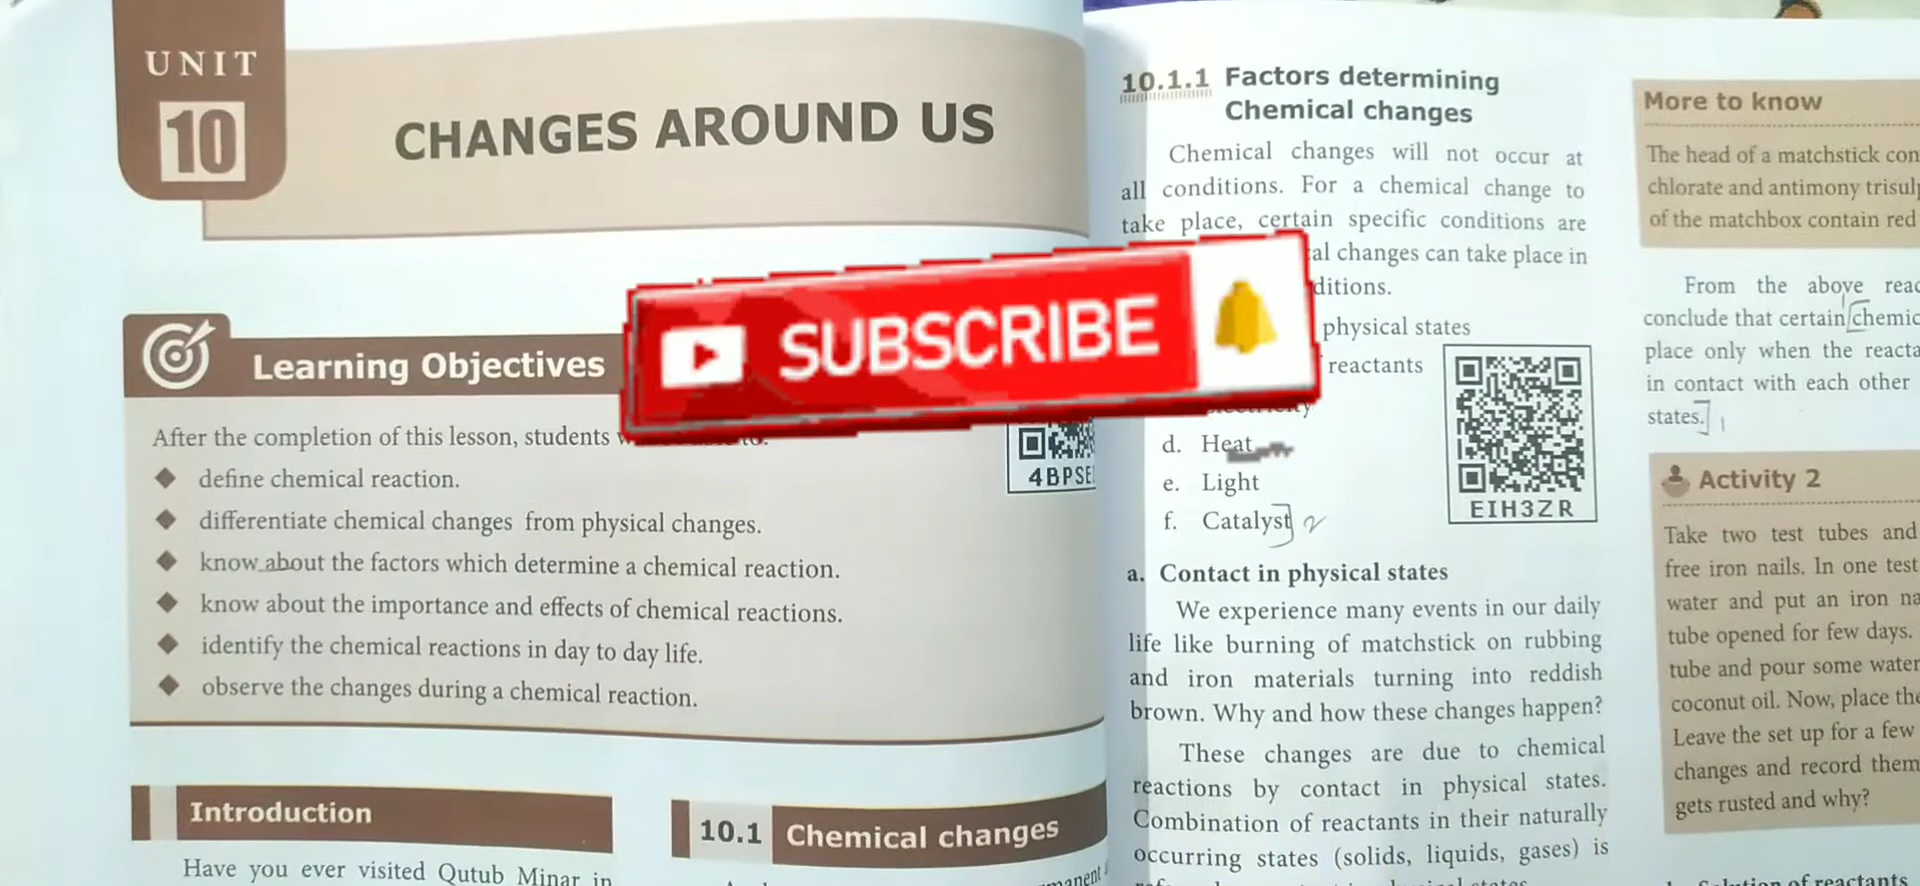 UNIT
10
CHANGES AROUND US
Learning Objectives
After the completion of this lesson, students
define chemical reaction.
differentiate chemical changes from physical changes.
know about the factors which determine a chemical reaction.
know about the importance and effects of chemical reactions.
identify the chemical reactions in day to day life.
observe the changes during a chemical reaction.
4BPSE
Introduction
Have you ever visited Qutub Minar in
10.1 Chemical changes
SUBSCRIBE
10.1.1 Factors determining
Chemical changes
Chemical changes will not occur at
all conditions. For a chemical change to
take place, certain specific conditions are
al changes can take place in
ditions.
physical states
reactants
d. Heat
e. Light
f. Catalyst
EIH3ZR
a. Contact in physical states
We experience many events in our daily
life like burning of matchstick on rubbing
and iron materials turning into reddish
brown. Why and how these changes happen?
These changes are due to chemical
reactions by contact in physical states.
Combination of reactants in their naturally
occurring states (solids, liquids, gases) is
More to know
The head of a matchstick con
chlorate and antimony trisulp
of the matchbox contain red
From the above reac
conclude that certain chemic
place only when the reacta
in contact with each other
states.
Activity 2
Take two test tubes and
free iron nails. In one test
water and put an iron na
tube opened for few days.
tube and pour some water
coconut oil. Now, place the
Leave the set up for a few
changes and record them
gets rusted and why?
Solution of reactants